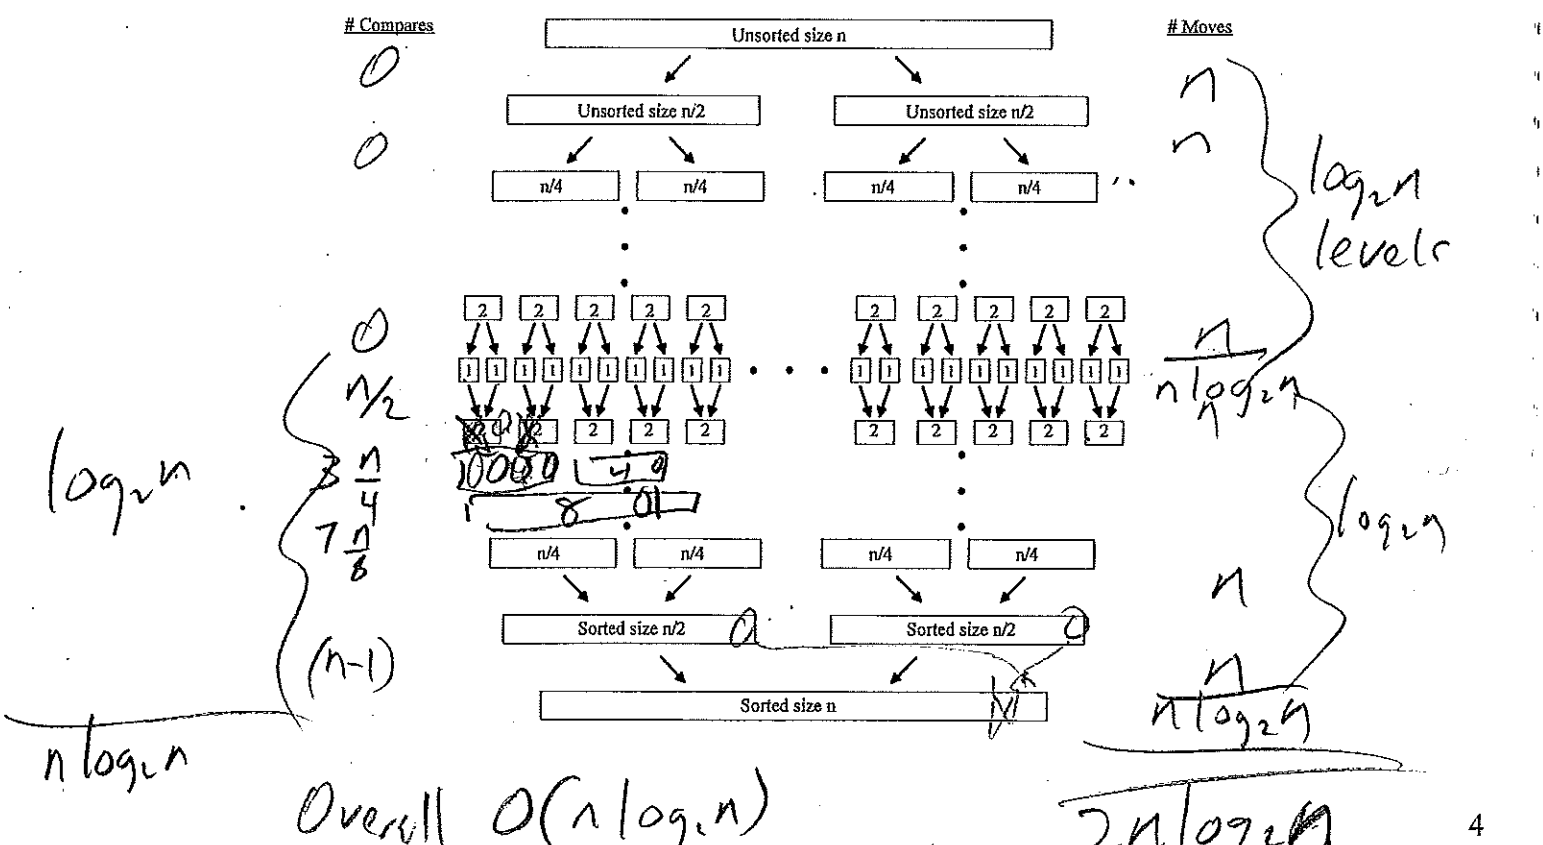 # Compares Unsorted size n # Moves
0 n
Unsorted size n/2 Unsorted size n/2
0 n
n/4 n/4 n/4 n/4
log₂n
levels
2 2 2 2 2 2 2 2 2 2
0 n
1 1 1 1 1 1 1 1 1 1 1 1 1 1 1 1 1 1 1 1
n/2 n log₂n
n
2 2 2 2 2 2 2 2 2
log₂n 3 n/4 4 log₂n
8
7 n/8
n/4 n/4 n/4 n/4
n
Sorted size n/2 Sorted size n/2
(n-1) n
Sorted size n
n log₂n n log₂n
Overall O(n log₂n) 2n log₂n
4